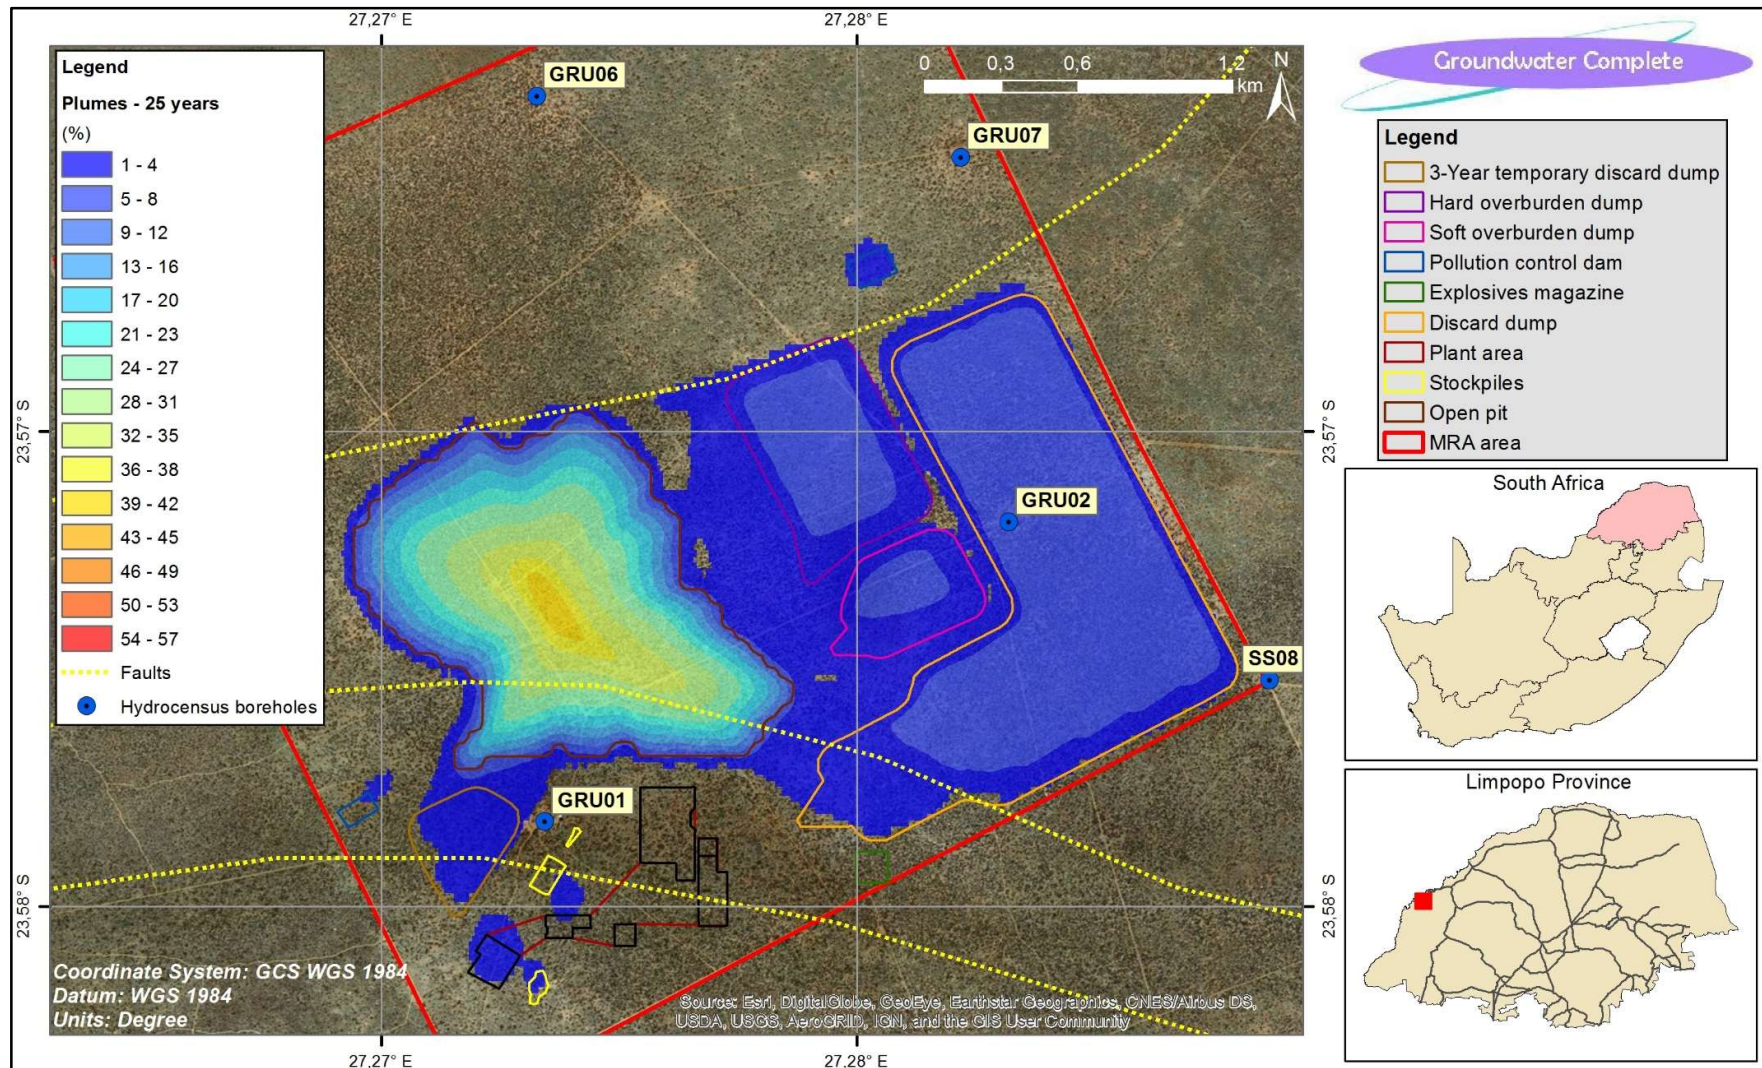 27,27° E
27,28° E
Legend
Plumes - 25 years
(%)
1 - 4
5 - 8
9 - 12
13 - 16
17 - 20
21 - 23
24 - 27
28 - 31
32 - 35
36 - 38
39 - 42
43 - 45
46 - 49
50 - 53
54 - 57
Faults
Hydrocensus boreholes
GRU06
GRU07
GRU02
SS08
GRU01
0 0,3 0,6 1,2
km
N
23,57° S
23,57° S
23,58° S
23,58° S
Coordinate System: GCS WGS 1984
Datum: WGS 1984
Units: Degree
Source: Esri, DigitalGlobe, GeoEye, Earthstar Geographics, CNES/Airbus DS,
USDA, USGS, AeroGRID, IGN, and the GIS User Community
27,27° E
27,28° E
Groundwater Complete
Legend
3-Year temporary discard dump
Hard overburden dump
Soft overburden dump
Pollution control dam
Explosives magazine
Discard dump
Plant area
Stockpiles
Open pit
MRA area
South Africa
Limpopo Province